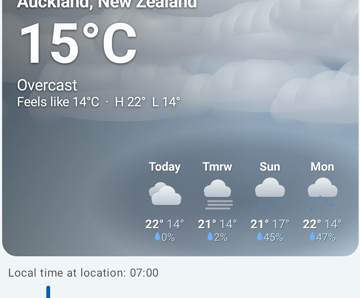 Auckland, New Zealand
15°C
Overcast
Feels like 14°C · H 22° L 14°
Today Tmrw Sun Mon
22° 14° 21° 14° 21° 17° 22° 14°
0% 2% 45% 47%
Local time at location: 07:00